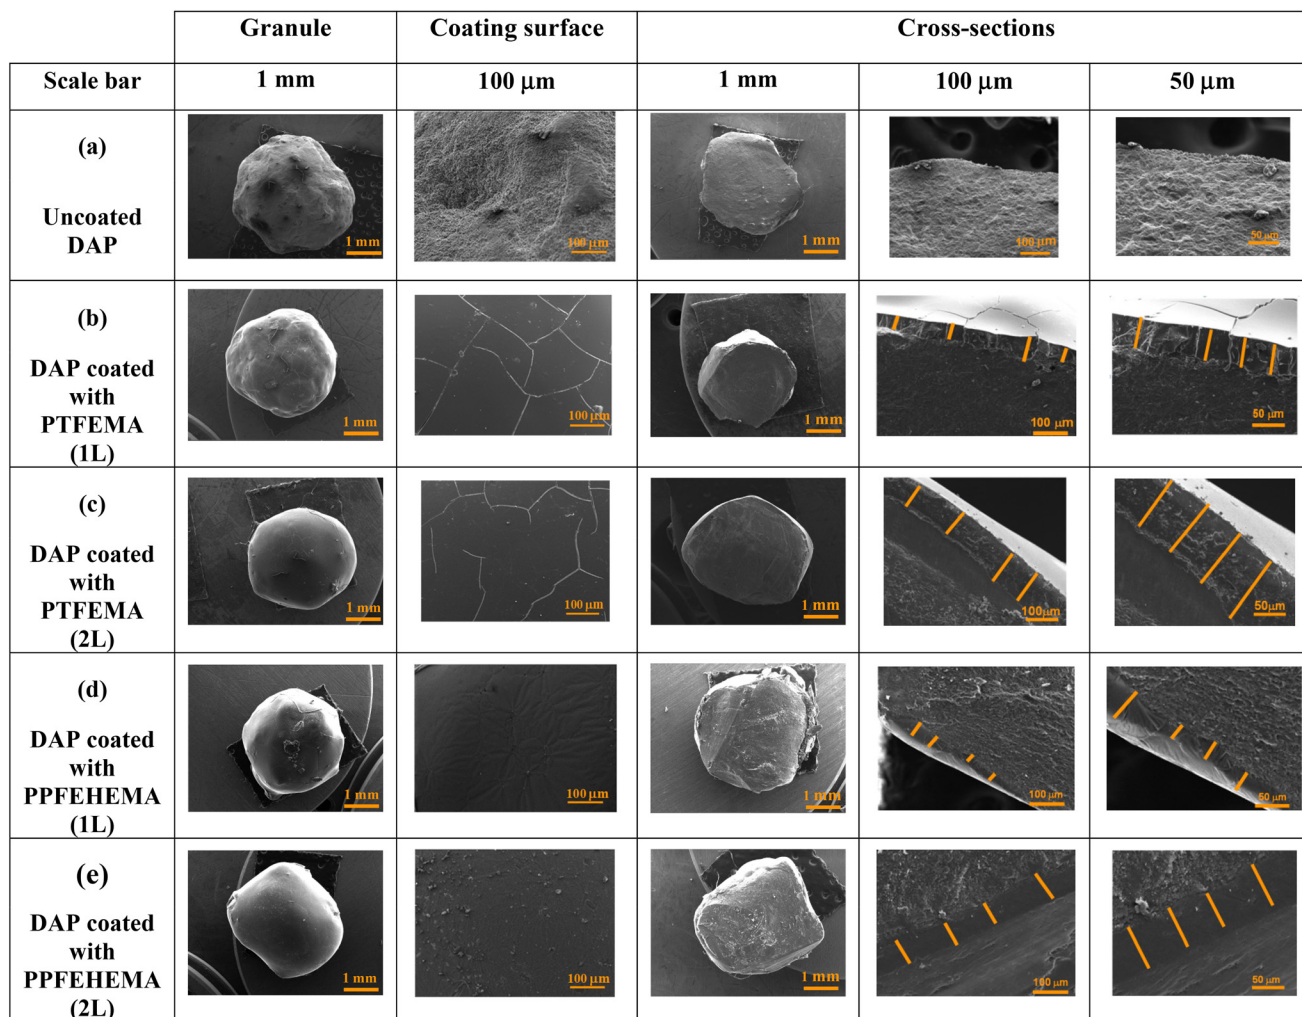 Granule Coating surface Cross-sections
Scale bar 1 mm 100 μm 1 mm 100 μm 50 μm
(a)
Uncoated
DAP
1 mm 100 μm 1 mm 100 μm 50 μm
(b)
DAP coated
with
PTFEMA
(1L)
1 mm 100 μm 1 mm 100 μm 50 μm
(c)
DAP coated
with
PTFEMA
(2L)
1 mm 100 μm 1 mm 100μm 50μm
(d)
DAP coated
with
PPFEHEMA
(1L)
1 mm 100 μm 1 mm 100 μm 50 μm
(e)
DAP coated
with
PPFEHEMA
(2L)
1 mm 100 μm 1 mm 100 μm 50 μm